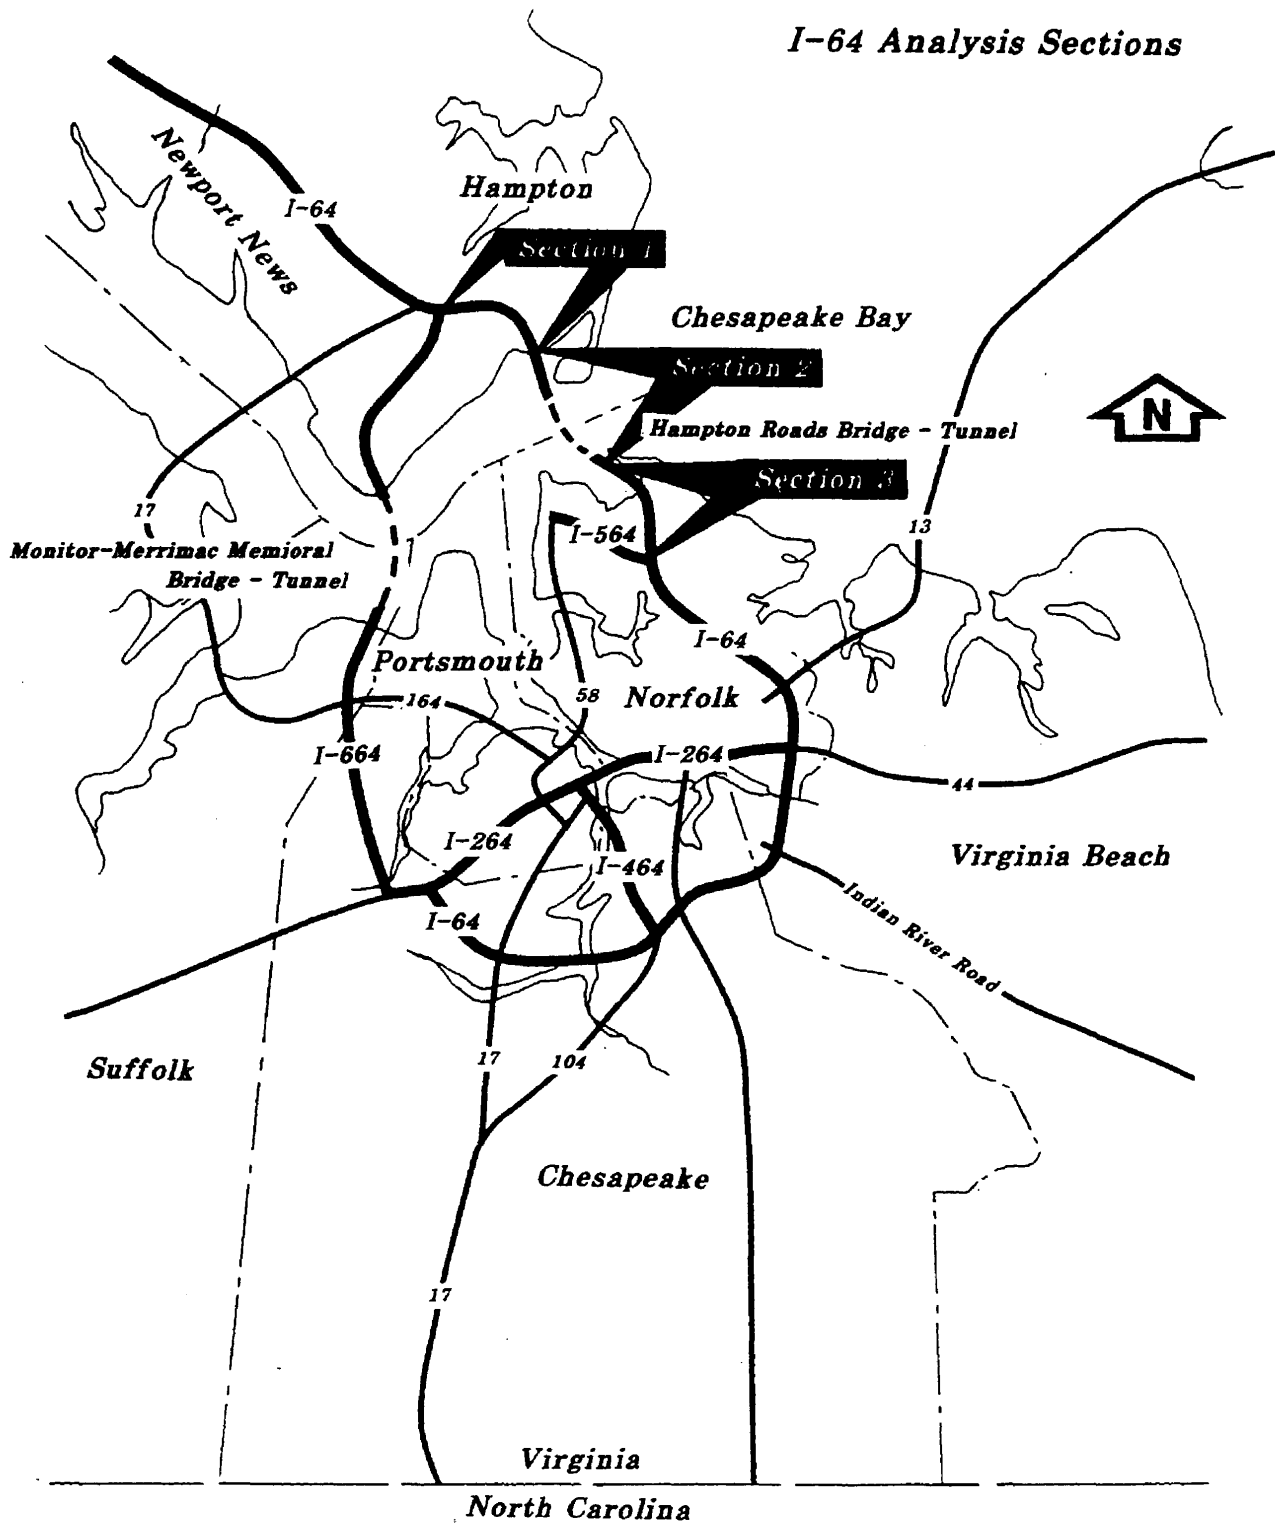 I-64 Analysis Sections
Newport News
Hampton
I-64
Section 1
Chesapeake Bay
Section 2
N
Hampton Roads Bridge - Tunnel
Section 3
17
13
I-564
Monitor-Merrimac Memioral
Bridge - Tunnel
I-64
Portsmouth
164
58
Norfolk
I-664
I-264
44
I-264
I-464
Virginia Beach
I-64
Indian River Road
Suffolk
17
104
Chesapeake
17
Virginia
North Carolina